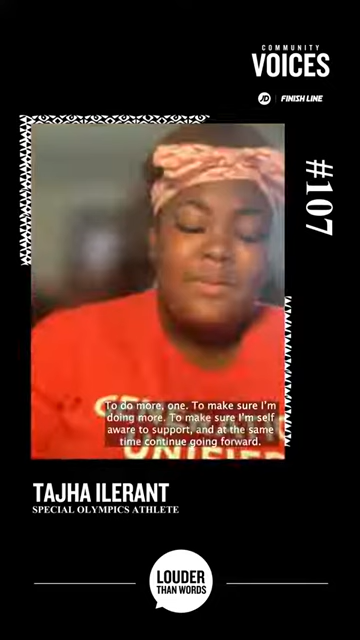 COMMUNITY
VOICES
JD | FINISH LINE
#107
To do more, one. To make sure I'm
doing more. To make sure I'm self
aware to support, and at the same
time continue going forward.
UNIFIED
TAJHA ILERANT
SPECIAL OLYMPICS ATHLETE
LOUDER
THAN WORDS